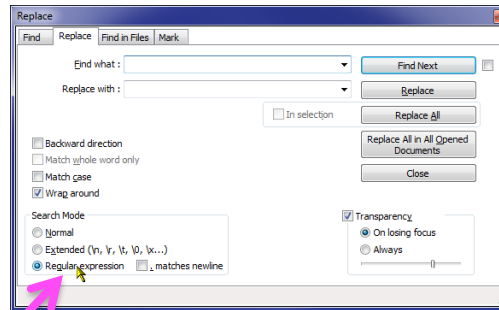 Replace
Find Replace Find in Files Mark
Find what :
Find Next
Replace with :
Replace
In selection
Replace All
Replace All in All Opened
Documents
Close
Backward direction
Match whole word only
Match case
Wrap around
Search Mode
Normal
Extended (\n, \r, \t, \0, \x...)
Regular expression
. matches newline
Transparency
On losing focus
Always